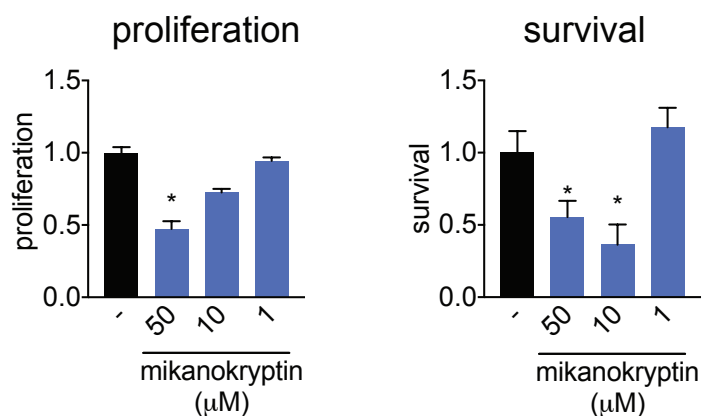 proliferation
proliferation
1.5
1.0
0.5
0.0
*
- 50 10 1
mikanokryptin
(μM)
survival
survival
1.5
1.0
0.5
0.0
* *
- 50 10 1
mikanokryptin
(μM)